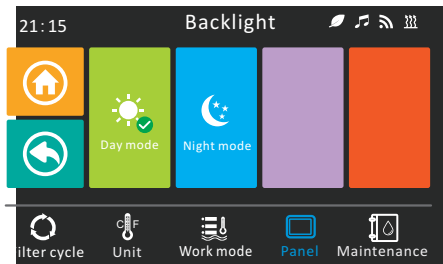 21:15
Backlight
Day mode
Night mode
C F
ilter cycle
Unit
Work mode
Panel
Maintenance